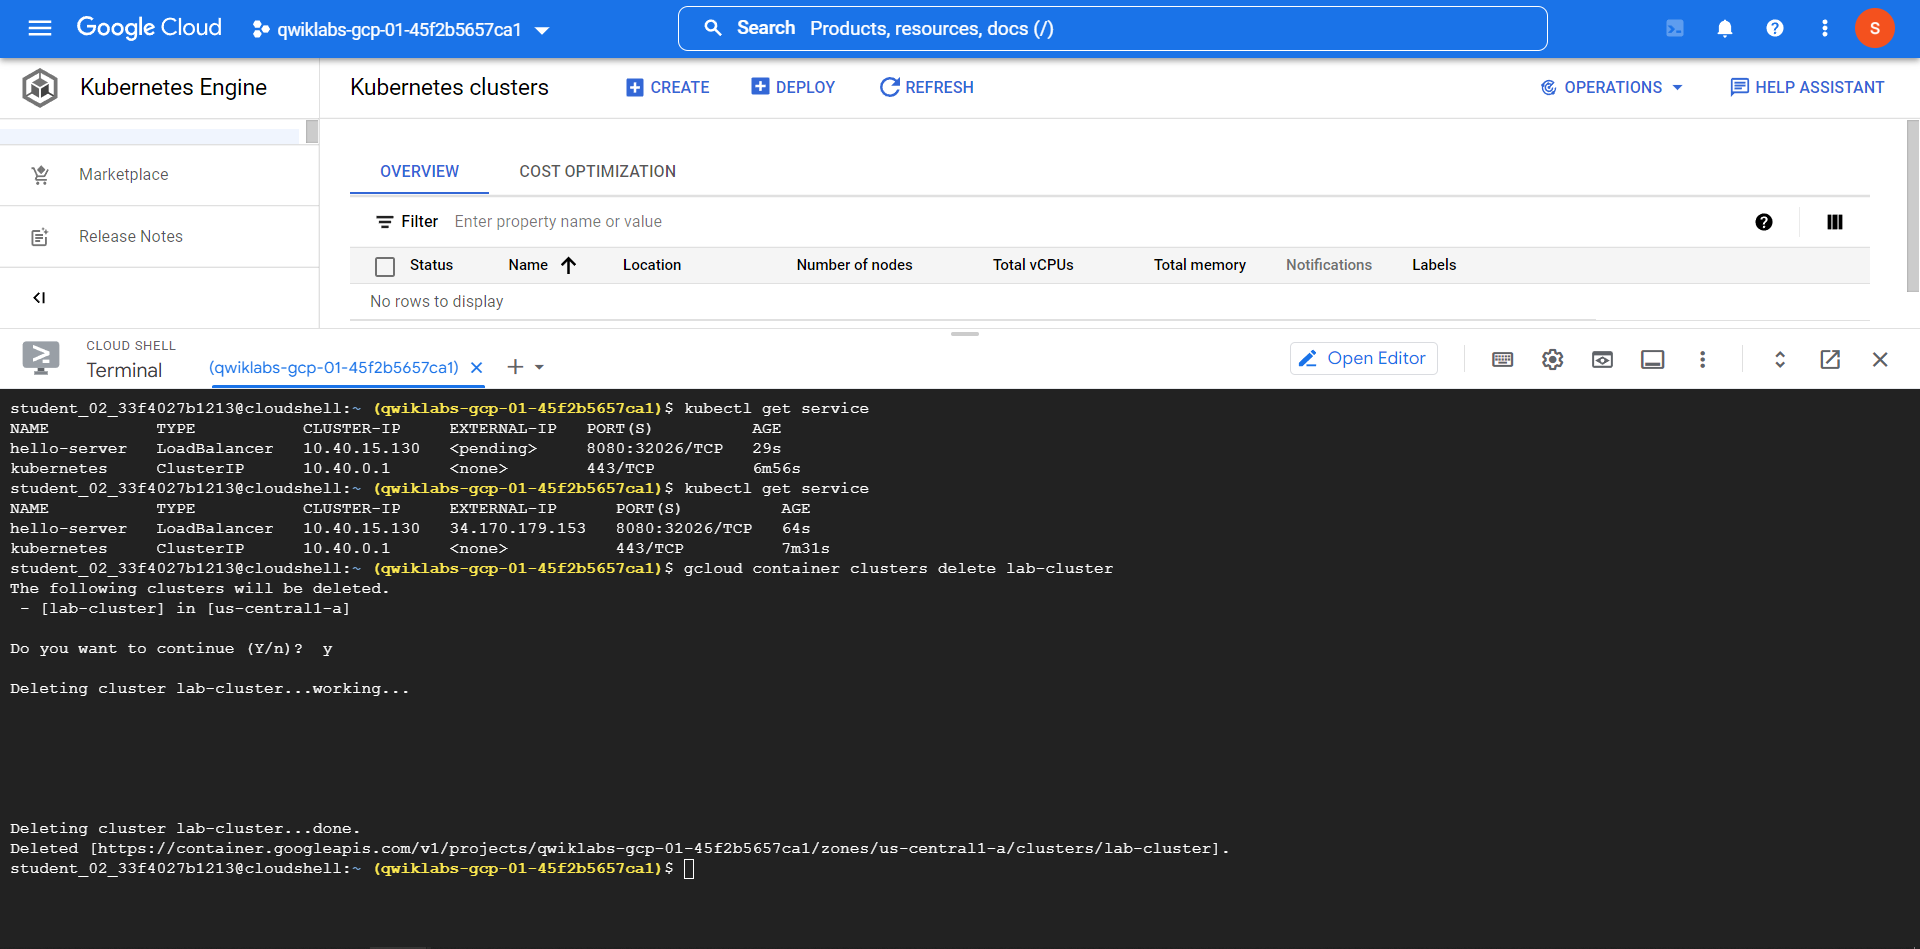 Google Cloud
qwiklabs-gcp-01-45f2b5657ca1
Search Products, resources, docs (/)
S
Kubernetes Engine
Kubernetes clusters
CREATE
DEPLOY
REFRESH
OPERATIONS
HELP ASSISTANT
Marketplace
Release Notes
OVERVIEW
COST OPTIMIZATION
Filter Enter property name or value
Status Name Location Number of nodes Total vCPUs Total memory Notifications Labels
No rows to display
CLOUD SHELL
Terminal
(qwiklabs-gcp-01-45f2b5657ca1)
Open Editor
student_02_33f4027b1213@cloudshell:~ (qwiklabs-gcp-01-45f2b5657ca1)$ kubectl get service
NAME TYPE CLUSTER-IP EXTERNAL-IP PORT(S) AGE
hello-server LoadBalancer 10.40.15.130 <pending> 8080:32026/TCP 29s
kubernetes ClusterIP 10.40.0.1 <none> 443/TCP 6m56s
student_02_33f4027b1213@cloudshell:~ (qwiklabs-gcp-01-45f2b5657ca1)$ kubectl get service
NAME TYPE CLUSTER-IP EXTERNAL-IP PORT(S) AGE
hello-server LoadBalancer 10.40.15.130 34.170.179.153 8080:32026/TCP 64s
kubernetes ClusterIP 10.40.0.1 <none> 443/TCP 7m31s
student_02_33f4027b1213@cloudshell:~ (qwiklabs-gcp-01-45f2b5657ca1)$ gcloud container clusters delete lab-cluster
The following clusters will be deleted.
- [lab-cluster] in [us-central1-a]
Do you want to continue (Y/n)? y
Deleting cluster lab-cluster...working...
Deleting cluster lab-cluster...done.
Deleted [https://container.googleapis.com/v1/projects/qwiklabs-gcp-01-45f2b5657ca1/zones/us-central1-a/clusters/lab-cluster].
student_02_33f4027b1213@cloudshell:~ (qwiklabs-gcp-01-45f2b5657ca1)$